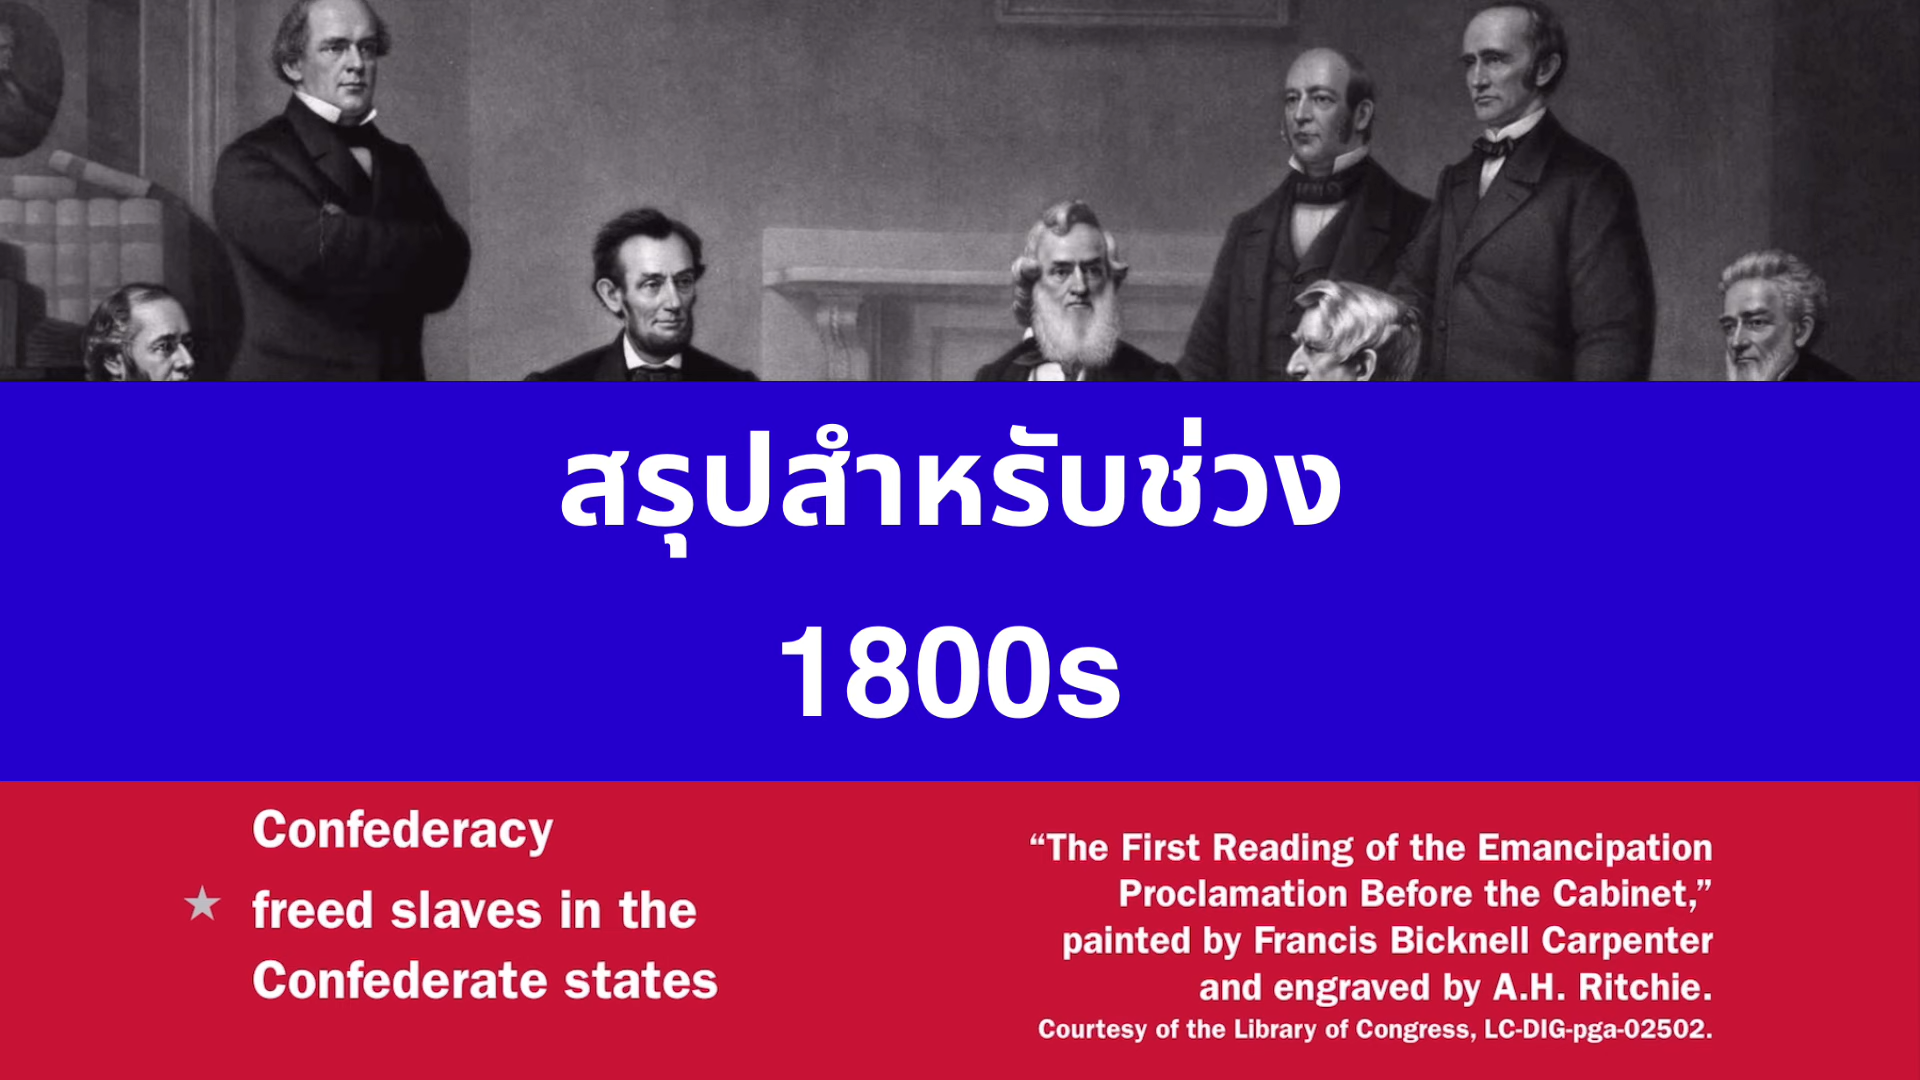 สรุปสำหรับช่วง
1800s
Confederacy
★ freed slaves in the
Confederate states
“The First Reading of the Emancipation
Proclamation Before the Cabinet,”
painted by Francis Bicknell Carpenter
and engraved by A.H. Ritchie.
Courtesy of the Library of Congress, LC-DIG-pga-02502.